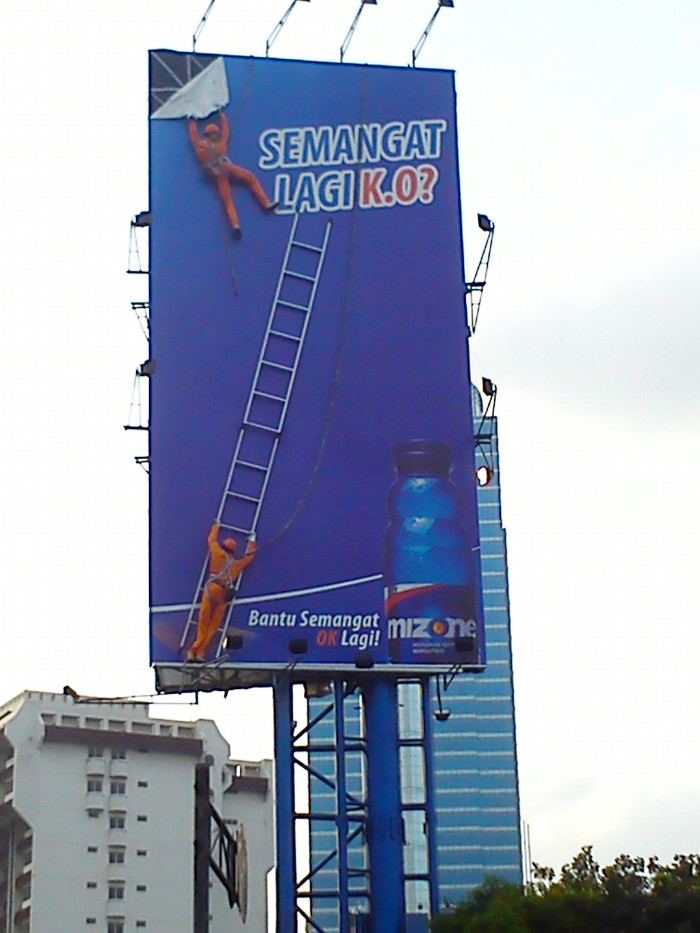 SEMANGAT
LAGI K.O?
Bantu Semangat
OK Lagi!
mizone